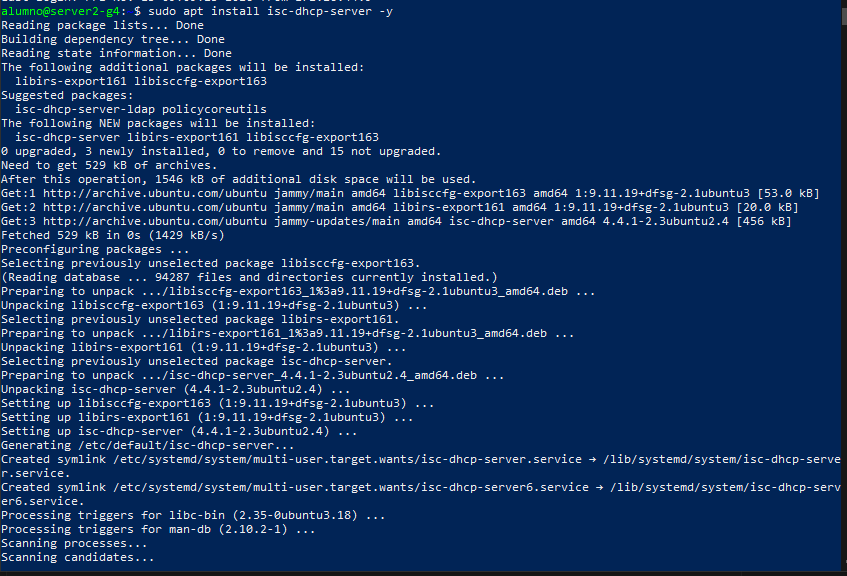 alumno@server2-g4: $ sudo apt install isc-dhcp-server -y
Reading package lists... Done
Building dependency tree... Done
Reading state information... Done
The following additional packages will be installed:
  libirs-export161 libisccfg-export163
Suggested packages:
  isc-dhcp-server-ldap policycoreutils
The following NEW packages will be installed:
  isc-dhcp-server libirs-export161 libisccfg-export163
0 upgraded, 3 newly installed, 0 to remove and 15 not upgraded.
Need to get 529 kB of archives.
After this operation, 1546 kB of additional disk space will be used.
Get:1 http://archive.ubuntu.com/ubuntu jammy/main amd64 libisccfg-export163 amd64 1:9.11.19+dfsg-2.1ubuntu3 [53.0 kB]
Get:2 http://archive.ubuntu.com/ubuntu jammy/main amd64 libirs-export161 amd64 1:9.11.19+dfsg-2.1ubuntu3 [20.0 kB]
Get:3 http://archive.ubuntu.com/ubuntu jammy-updates/main amd64 isc-dhcp-server amd64 4.4.1-2.3ubuntu2.4 [456 kB]
Fetched 529 kB in 0s (1429 kB/s)
Preconfiguring packages ...
Selecting previously unselected package libisccfg-export163.
(Reading database ... 94287 files and directories currently installed.)
Preparing to unpack .../libisccfg-export163_1%3a9.11.19+dfsg-2.1ubuntu3_amd64.deb ...
Unpacking libisccfg-export163 (1:9.11.19+dfsg-2.1ubuntu3) ...
Selecting previously unselected package libirs-export161.
Preparing to unpack .../libirs-export161_1%3a9.11.19+dfsg-2.1ubuntu3_amd64.deb ...
Unpacking libirs-export161 (1:9.11.19+dfsg-2.1ubuntu3) ...
Selecting previously unselected package isc-dhcp-server.
Preparing to unpack .../isc-dhcp-server_4.4.1-2.3ubuntu2.4_amd64.deb ...
Unpacking isc-dhcp-server (4.4.1-2.3ubuntu2.4) ...
Setting up libisccfg-export163 (1:9.11.19+dfsg-2.1ubuntu3) ...
Setting up libirs-export161 (1:9.11.19+dfsg-2.1ubuntu3) ...
Setting up isc-dhcp-server (4.4.1-2.3ubuntu2.4) ...
Generating /etc/default/isc-dhcp-server...
Created symlink /etc/systemd/system/multi-user.target.wants/isc-dhcp-server.service → /lib/systemd/system/isc-dhcp-serve
r.service.
Created symlink /etc/systemd/system/multi-user.target.wants/isc-dhcp-server6.service → /lib/systemd/system/isc-dhcp-serv
er6.service.
Processing triggers for libc-bin (2.35-0ubuntu3.18) ...
Processing triggers for man-db (2.10.2-1) ...
Scanning processes...
Scanning candidates...